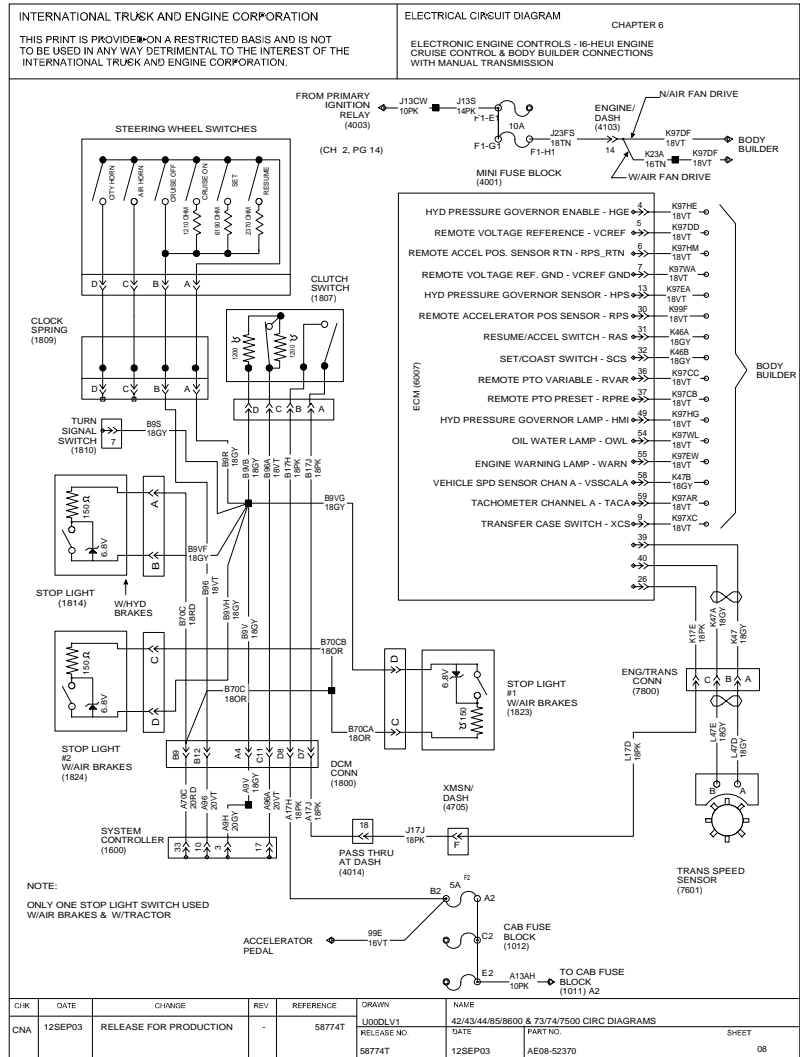 INTERNATIONAL TRUCK AND ENGINE CORPORATION
THIS PRINT IS PROVIDED ON A RESTRICTED BASIS AND IS NOT
TO BE USED IN ANY WAY DETRIMENTAL TO THE INTEREST OF THE
INTERNATIONAL TRUCK AND ENGINE CORPORATION.
ELECTRICAL CIRCUIT DIAGRAM
CHAPTER 6
ELECTRONIC ENGINE CONTROLS - I6-HEUI ENGINE
CRUISE CONTROL & BODY BUILDER CONNECTIONS
WITH MANUAL TRANSMISSION
FROM PRIMARY
IGNITION
RELAY
(4003)
(CH 2, PG 14)
J13CW
10PK
J13S
14PK
F1-E1
10A
F1-G1
F1-H1
J23FS
18TN
MINI FUSE BLOCK
(4001)
ENGINE/
DASH
(4103)
14
N/AIR FAN DRIVE
K97DF
18VT
K23A
16TN
K97DF
18VT
BODY
BUILDER
W/AIR FAN DRIVE
STEERING WHEEL SWITCHES
CITY HORN
AIR HORN
CRUISE OFF
CRUISE ON
SET
RESUME
1210 OHM
6190 OHM
2370 OHM
D C B A
CLOCK
SPRING
(1809)
D C B A
CLUTCH
SWITCH
(1807)
1200 Ω
1200 Ω
D C B A
TURN
SIGNAL
SWITCH
(1810)
7
B9S
18GY
B9R
18GY
B9VB
18GY
B96A
18VT
B17H
18PK
B17J
18PK
ECM (6007)
HYD PRESSURE GOVERNOR ENABLE - HGE 4 K97HE 18VT
REMOTE VOLTAGE REFERENCE - VCREF 5 K97DD 18VT
REMOTE ACCEL POS. SENSOR RTN - RPS_RTN 6 K97HM 18VT
REMOTE VOLTAGE REF. GND - VCREF GND 7 K97WA 18VT
HYD PRESSURE GOVERNOR SENSOR - HPS 13 K97EA 18VT
REMOTE ACCELERATOR POS SENSOR - RPS 30 K99F 18VT
RESUME/ACCEL SWITCH - RAS 31 K46A 18GY
SET/COAST SWITCH - SCS 32 K46B 18GY
REMOTE PTO VARIABLE - RVAR 36 K97CC 18VT
REMOTE PTO PRESET - RPRE 37 K97CB 18VT
HYD PRESSURE GOVERNOR LAMP - HMI 49 K97HG 18VT
OIL WATER LAMP - OWL 54 K97WL 18VT
ENGINE WARNING LAMP - WARN 55 K97EW 18VT
VEHICLE SPD SENSOR CHAN A - VSSCALA 58 K47B 18GY
TACHOMETER CHANNEL A - TACA 59 K97AR 18VT
TRANSFER CASE SWITCH - XCS 9 K97XC 18VT
39
40
26
BODY
BUILDER
150 Ω
6.8V
A
B
STOP LIGHT
(1814)
W/HYD
BRAKES
B9VF
18GY
B9VG
18GY
B70C
18RD
B96
18VT
B9VH
18GY
B9V
18GY
150 Ω
6.8V
C
D
STOP LIGHT
#2
W/AIR BRAKES
(1824)
B70CB
18OR
B70C
18OR
B70CA
18OR
D
C
6.8V
150 Ω
STOP LIGHT
#1
W/AIR BRAKES
(1823)
K17E
18PK
K47A
18GY
K47
18GY
ENG/TRANS
CONN
(7800)
C B A
L17D
18PK
L47E
18GY
L47D
18GY
B A
TRANS SPEED
SENSOR
(7601)
B9 B12 A4 C11 D8 D7
DCM
CONN
(1800)
A70C
20RD
A96
20VT
A9V
18GY
A9H
20GY
A96A
20VT
A17H
18PK
A17J
18PK
SYSTEM
CONTROLLER
(1600)
33 10 3 17
18
PASS THRU
AT DASH
(4014)
J17J
18PK
XMSN/
DASH
(4705)
F
NOTE:
ONLY ONE STOP LIGHT SWITCH USED
W/AIR BRAKES & W/TRACTOR
ACCELERATOR
PEDAL
99E
16VT
B2
5A
F2
A2
C2
E2
CAB FUSE
BLOCK
(1012)
A13AH
10PK
TO CAB FUSE
BLOCK
(1011) A2
CHK DATE CHANGE REV REFERENCE
CNA 12SEP03 RELEASE FOR PRODUCTION - 58774T
DRAWN
U00DLV1
NAME
42/43/44/85/8600 & 73/74/7500 CIRC DIAGRAMS
RELEASE NO.
58774T
DATE
12SEP03
PART NO.
AE08-52370
SHEET
08